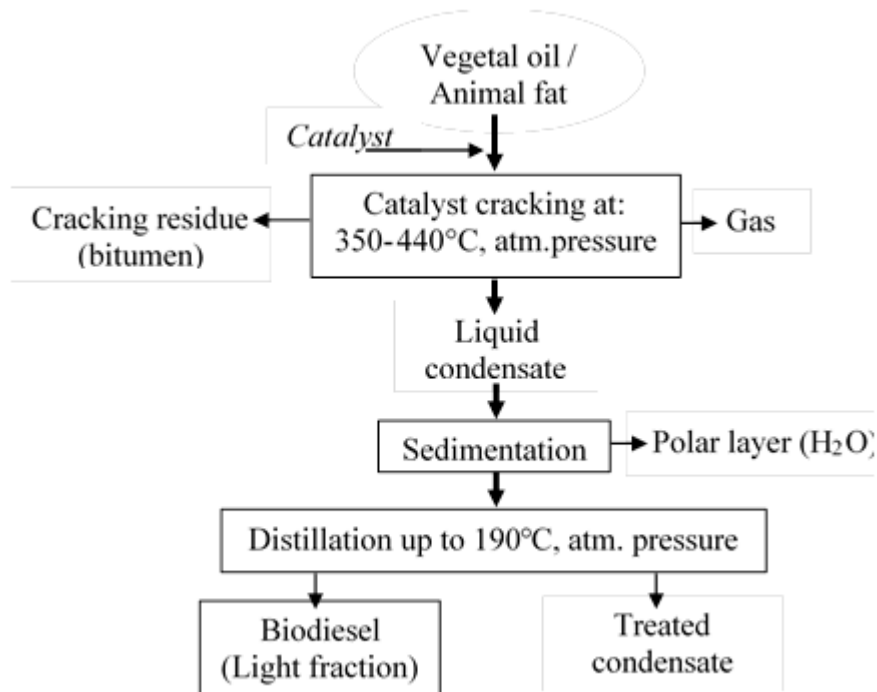 Vegetal oil /
Animal fat
Catalyst
Cracking residue
(bitumen)
Catalyst cracking at:
350-440°C, atm.pressure
Gas
Liquid
condensate
Sedimentation
Polar layer (H₂O)
Distillation up to 190°C, atm. pressure
Biodiesel
(Light fraction)
Treated
condensate